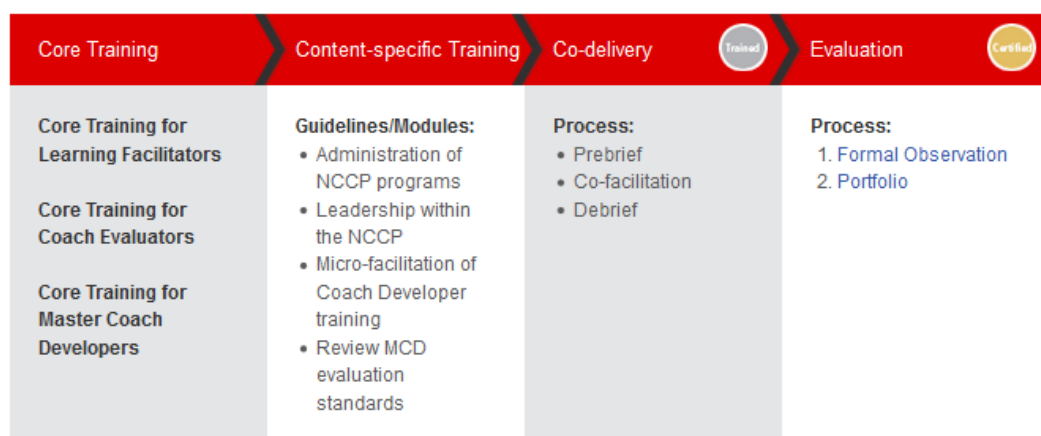 Core Training
Content-specific Training
Co-delivery
Trained
Evaluation
Certified
Core Training for
Learning Facilitators
Core Training for
Coach Evaluators
Core Training for
Master Coach
Developers
Guidelines/Modules:
• Administration of
NCCP programs
• Leadership within
the NCCP
• Micro-facilitation of
Coach Developer
training
• Review MCD
evaluation
standards
Process:
• Prebrief
• Co-facilitation
• Debrief
Process:
1. Formal Observation
2. Portfolio